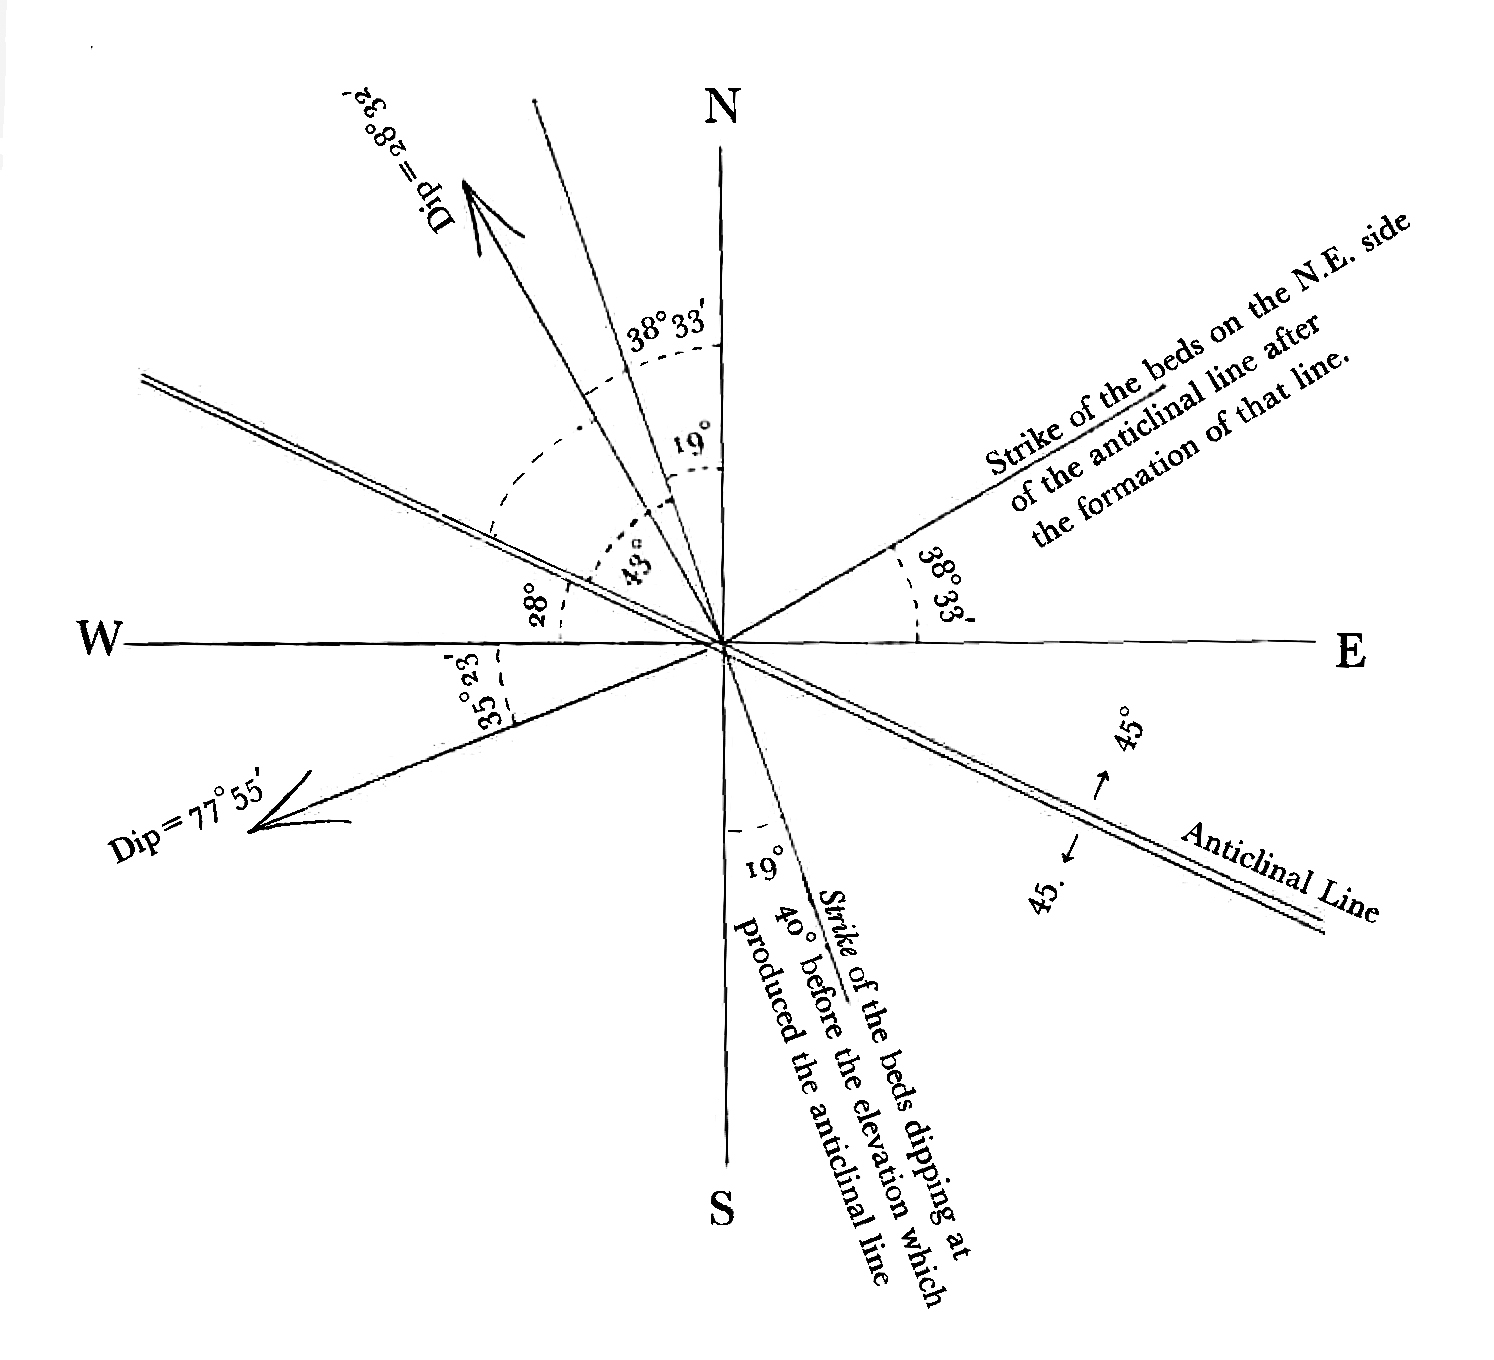 N
Dip=28°32'
38°33'
19°
Strike of the beds on the N.E. side
of the anticlinal line after
the formation of that line.
43°
28°
38°33'
W
E
35°23'
Dip=77°55'
45°
45.
Anticlinal Line
19°
Strike of the beds dipping at
40° before the elevation which
produced the anticlinal line
S